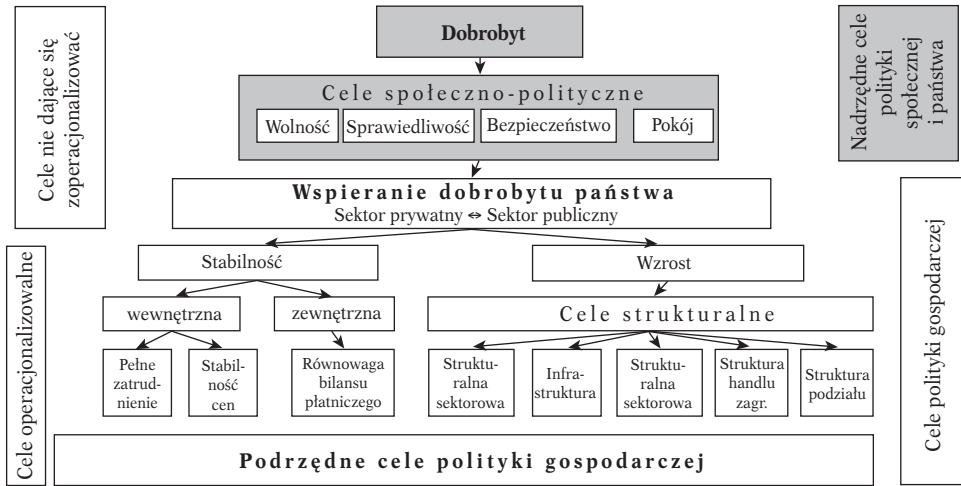 Cele nie dające się
zoperacjonalizować
Dobrobyt
Nadrzędne cele
polityki
społecznej
i państwa
Cele społeczno-polityczne
Wolność
Sprawiedliwość
Bezpieczeństwo
Pokój
Wspieranie dobrobytu państwa
Sektor prywatny ⇔ Sektor publiczny
Cele operacjonalizowalne
Cele polityki gospodarczej
Stabilność
Wzrost
wewnętrzna
zewnętrzna
Cele strukturalne
Pełne
zatrud-
nienie
Stabil-
ność
cen
Równowaga
bilansu
płatniczego
Struktu-
ralna
sektorowa
Infra-
struktura
Struktu-
ralna
sektorowa
Struktura
handlu
zagr.
Struktura
podziału
Podrzędne cele polityki gospodarczej